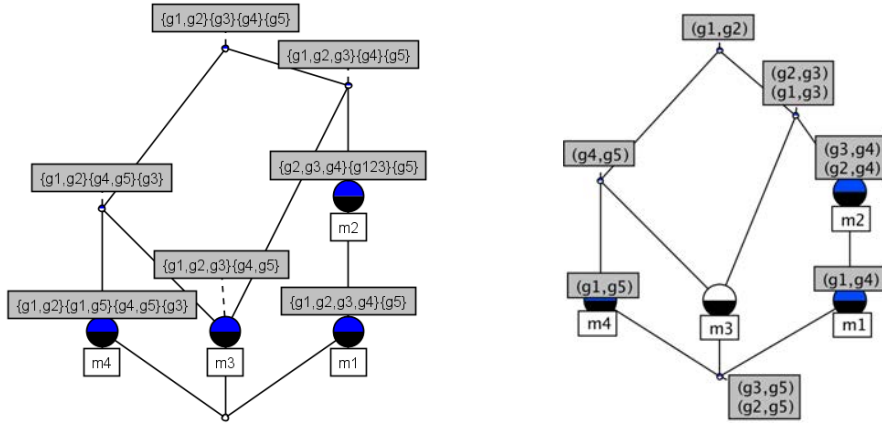 {g1,g2}{g3}{g4}{g5}
{g1,g2,g3}{g4}{g5}
{g2,g3,g4}{g123}{g5}
{g1,g2}{g4,g5}{g3}
m2
{g1,g2,g3}{g4,g5}
{g1,g2}{g1,g5}{g4,g5}{g3}
{g1,g2,g3,g4}{g5}
m4
m3
m1
(g1,g2)
(g2,g3)
(g1,g3)
(g4,g5)
(g3,g4)
(g2,g4)
m2
(g1,g5)
(g1,g4)
m4
m3
m1
(g3,g5)
(g2,g5)